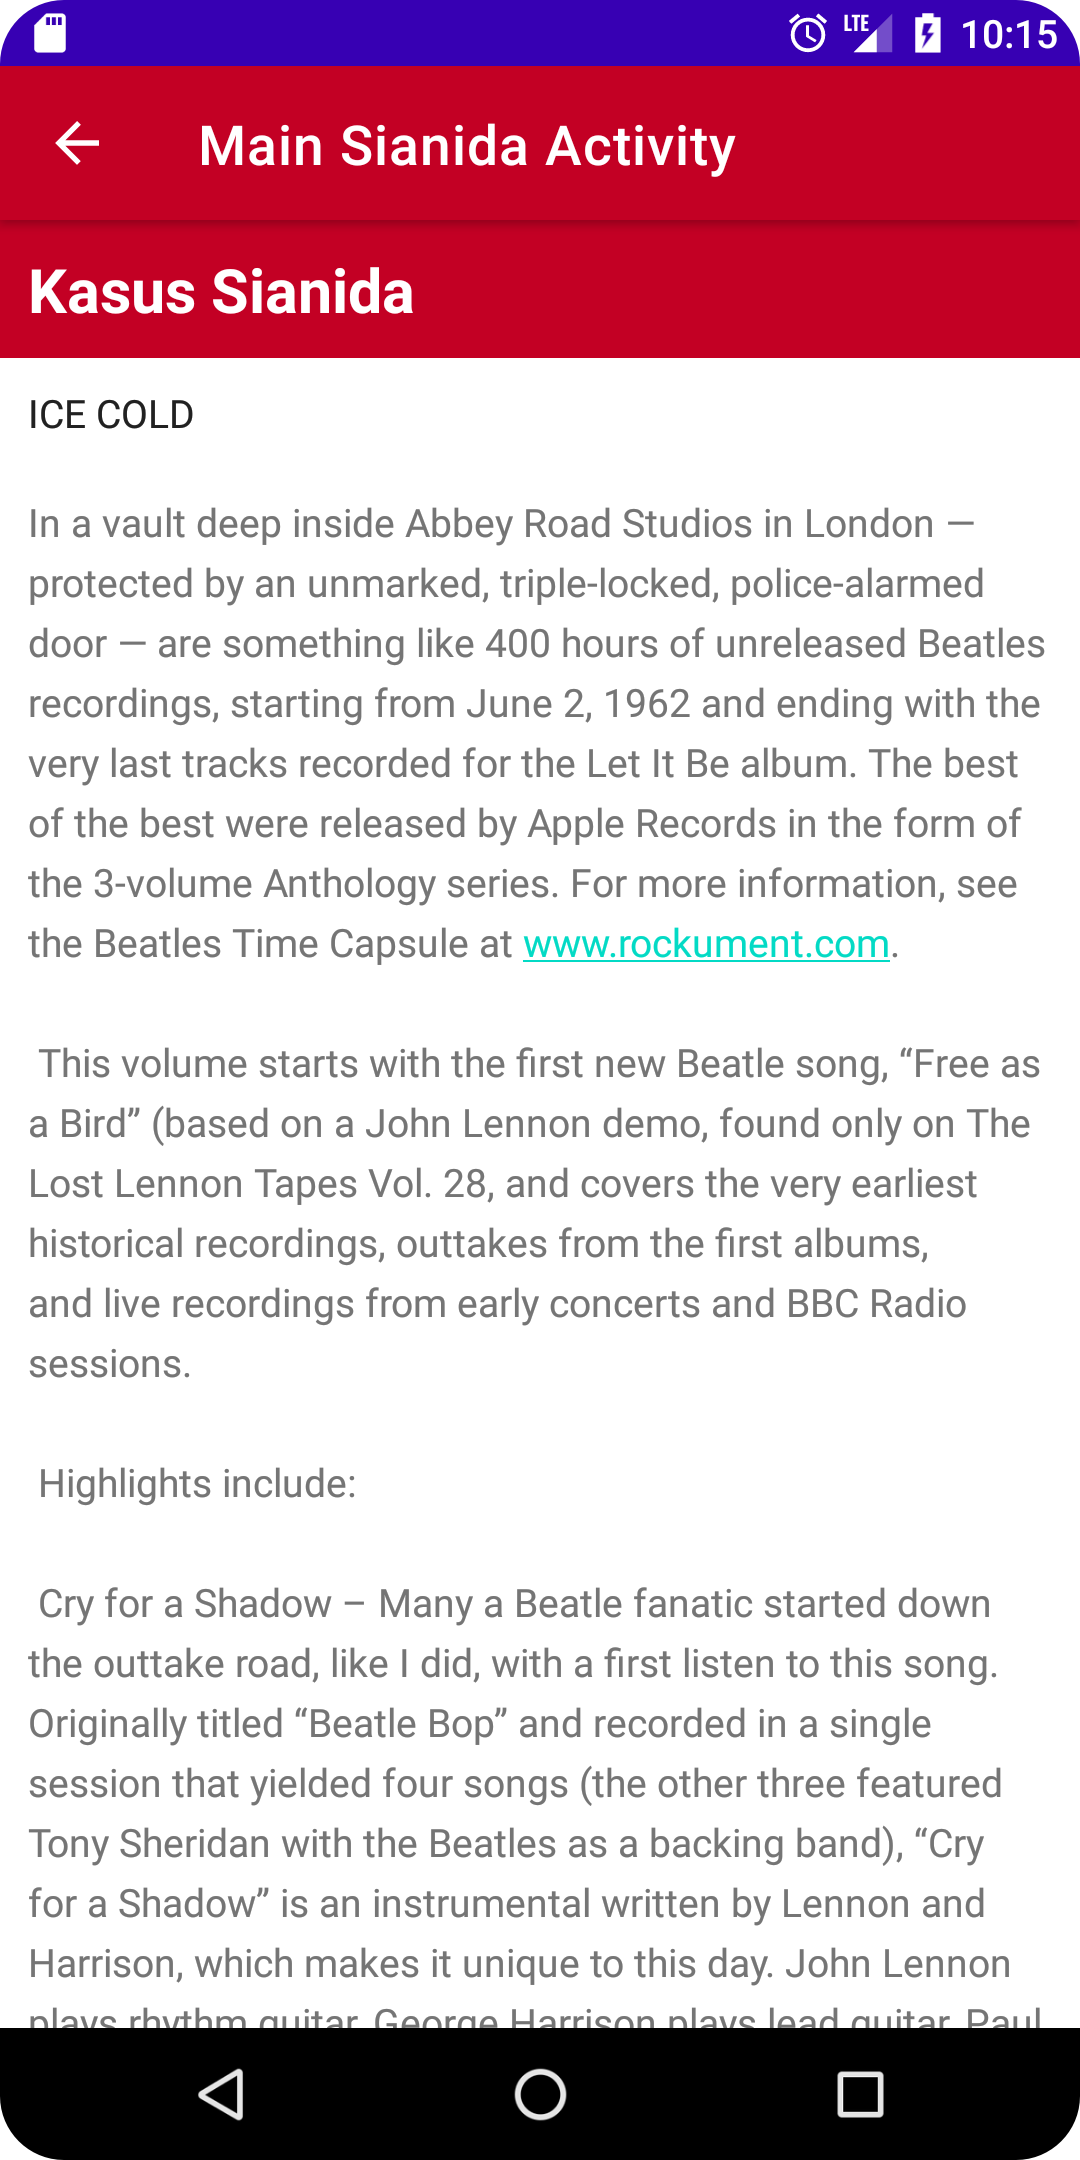 LTE 10:15
Main Sianida Activity
Kasus Sianida
ICE COLD
In a vault deep inside Abbey Road Studios in London —
protected by an unmarked, triple-locked, police-alarmed
door — are something like 400 hours of unreleased Beatles
recordings, starting from June 2, 1962 and ending with the
very last tracks recorded for the Let It Be album. The best
of the best were released by Apple Records in the form of
the 3-volume Anthology series. For more information, see
the Beatles Time Capsule at www.rockument.com.
This volume starts with the first new Beatle song, “Free as
a Bird” (based on a John Lennon demo, found only on The
Lost Lennon Tapes Vol. 28, and covers the very earliest
historical recordings, outtakes from the first albums,
and live recordings from early concerts and BBC Radio
sessions.
Highlights include:
Cry for a Shadow – Many a Beatle fanatic started down
the outtake road, like I did, with a first listen to this song.
Originally titled “Beatle Bop” and recorded in a single
session that yielded four songs (the other three featured
Tony Sheridan with the Beatles as a backing band), “Cry
for a Shadow” is an instrumental written by Lennon and
Harrison, which makes it unique to this day. John Lennon
plays rhythm guitar, George Harrison plays lead guitar, Paul